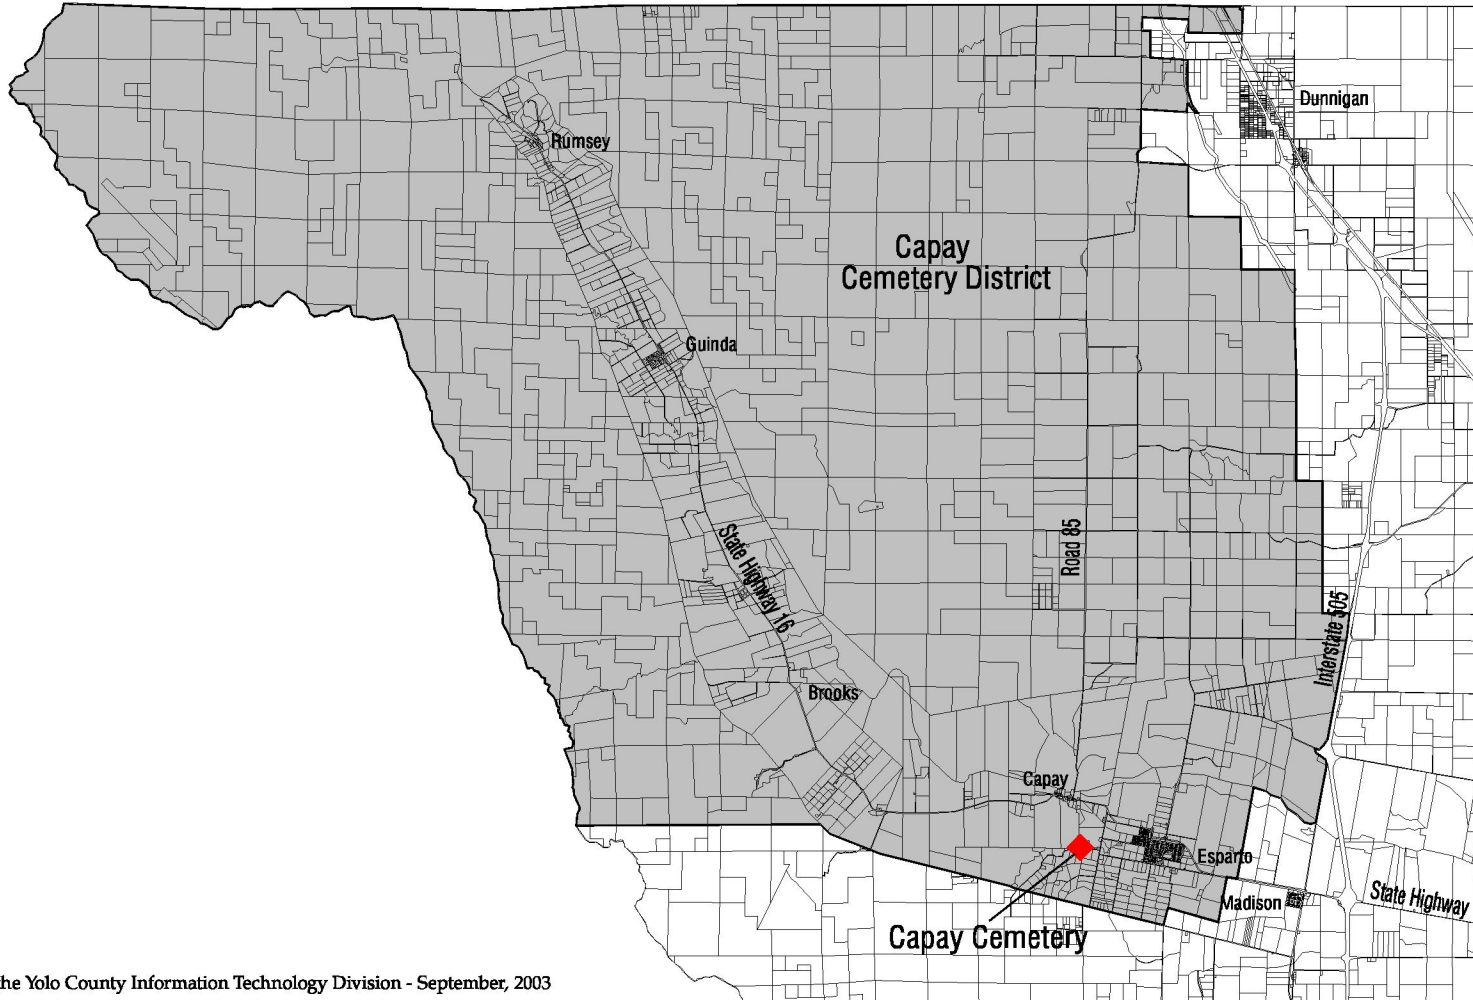 Dunnigan
Rumsey
Capay
Cemetery District
Guinda
Road 85
State Highway 16
Interstate 505
Brooks
Capay
Esparto
Madison
State Highway
Capay Cemetery
the Yolo County Information Technology Division - September, 2003